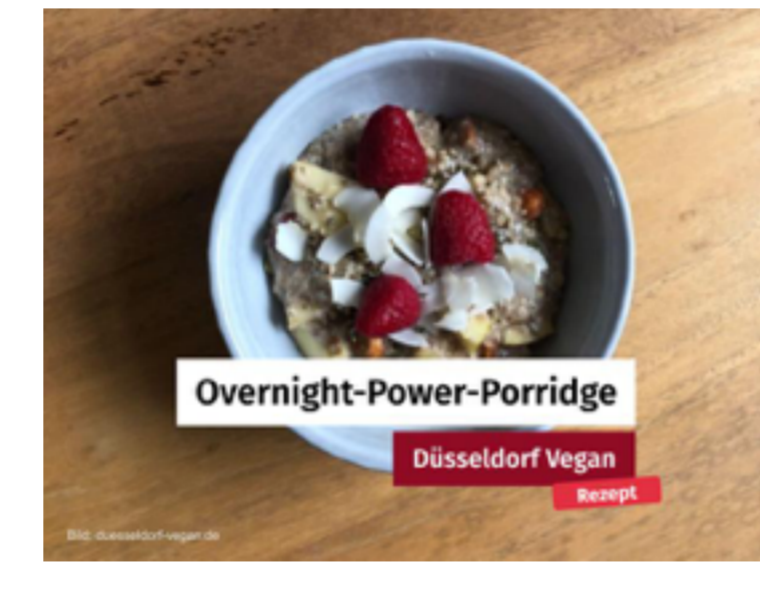 Overnight-Power-Porridge
Düsseldorf Vegan
Rezept
Bild: duesseldorf-vegan.de